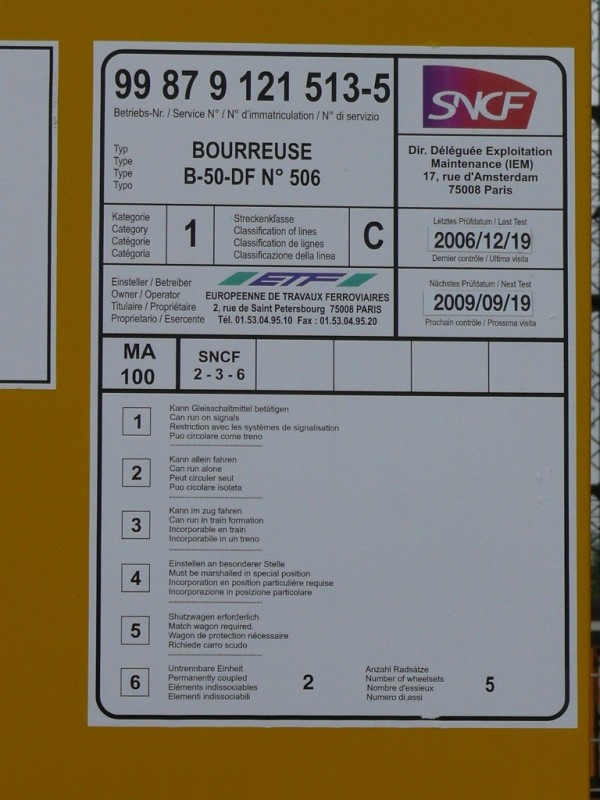 99 87 9 121 513-5
Betriebs-Nr. / Service N° / N° d'immatriculation / N° di servizio
SNCF
Typ
Type
Type
Typo
BOURREUSE
B-50-DF N° 506
Dir. Déléguée Exploitation
Maintenance (IEM)
17, rue d'Amsterdam
75008 Paris
Kategorie
Category
Catégorie
Catégoria
1
Streckenklasse
Classification of lines
Classification de lignes
Classificazione della linea
C
Létztes Prüfdatum / Last Test
2006/12/19
Dernier contrôle / Ultima visita
Einsteller / Betreiber
Owner / Operator
Titulaire / Propriétaire
Proprietario / Esercente
ETF
EUROPEENNE DE TRAVAUX FERROVIAIRES
2, rue de Saint Petersbourg 75008 PARIS
Tél. 01.53.04.95.10 Fax : 01.53.04.95.20
Nächstes Prüfdatum / Next Test
2009/09/19
Prochain contrôle / Prossima visita
MA
100
SNCF
2 - 3 - 6
1
Kann Gleisschaltmittel betätigen
Can run on signals
Restriction avec les systèmes de signalisation
Puo circolare come treno
2
Kann allein fahren
Can run alone
Peut circuler seul
Puo cicolare isolata
3
Kann im zug fahren
Can run in train formation
Incorporable en train
Incorporabile in un treno
4
Einstellen an besonderer Stelle
Must be marshalled in special position
Incorporation en position particulière requise
Incorporazione in posizione particolare
5
Shutzwagen erforderlich
Match wagon required.
Wagon de protection nécessaire
Richiede carro scudo
6
Untrennbare Einheit
Permanently coupled
Eléments indissociables
Elementi indissociabili
2
Anzahl Radsätze
Number of wheelsets
Nombre d'essieux
Numero di assi
5